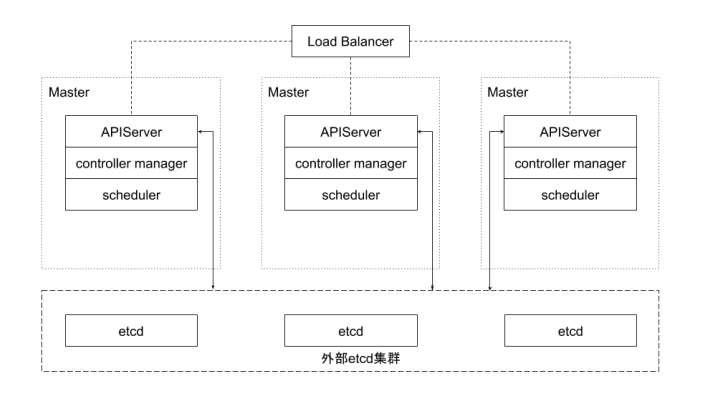 Load Balancer
Master
Master
Master
APIServer
APIServer
APIServer
controller manager
controller manager
controller manager
scheduler
scheduler
scheduler
etcd
etcd
etcd
外部etcd集群